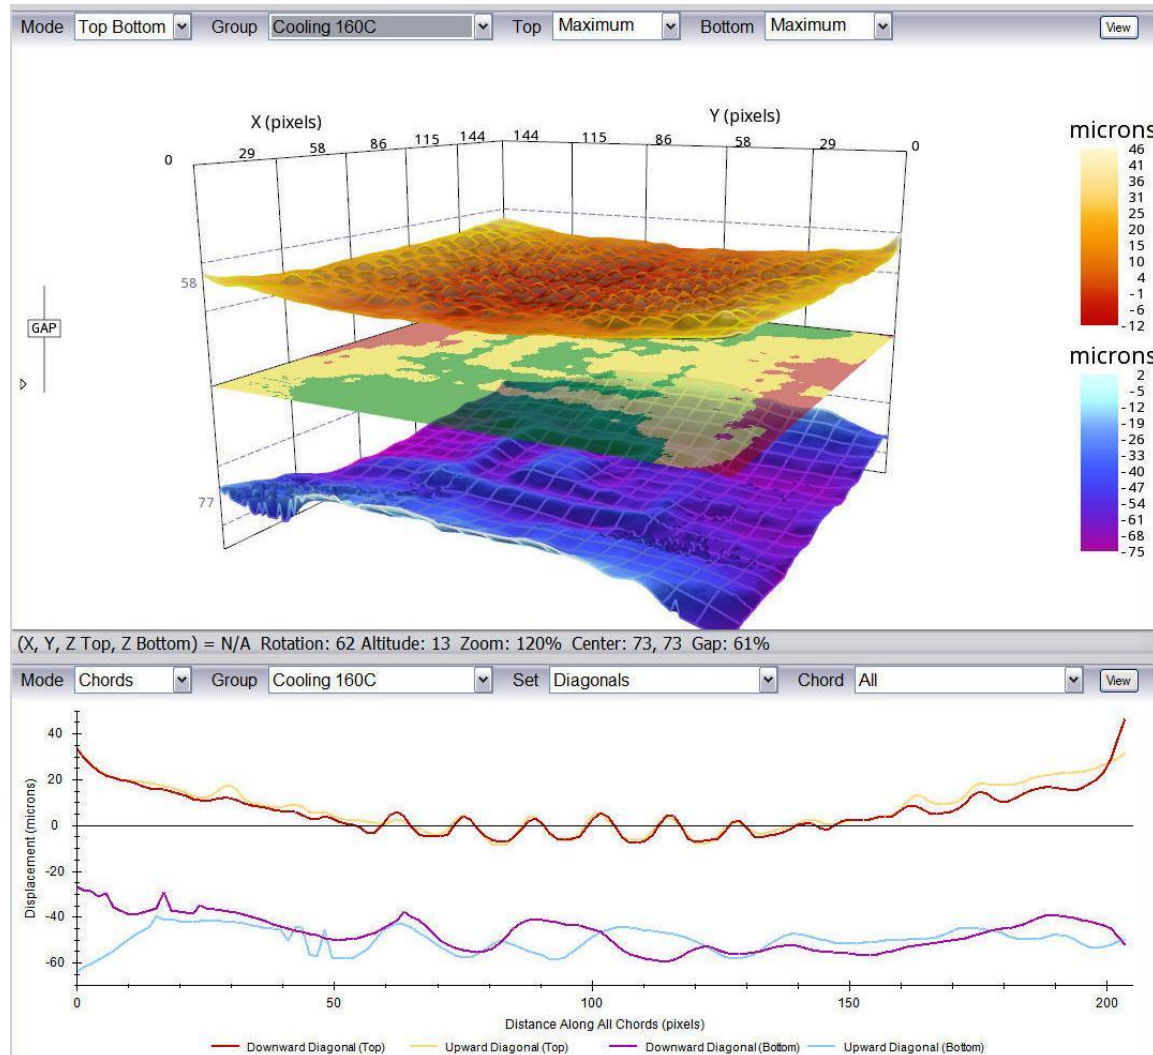 Mode Top Bottom Group Cooling 160C Top Maximum Bottom Maximum View
X (pixels) Y (pixels)
0 29 58 86 115 144 144 115 86 58 29 0
microns
46
41
36
31
25
20
15
10
4
-1
-6
-12
58
GAP
microns
2
-5
-12
-19
-26
-33
-40
-47
-54
-61
-68
-75
77
(X, Y, Z Top, Z Bottom) = N/A Rotation: 62 Altitude: 13 Zoom: 120% Center: 73, 73 Gap: 61%
Mode Chords Group Cooling 160C Set Diagonals Chord All View
Displacement (microns)
40
20
0
-20
-40
-60
0 50 100 150 200
Distance Along All Chords (pixels)
Downward Diagonal (Top) Upward Diagonal (Top) Downward Diagonal (Bottom) Upward Diagonal (Bottom)